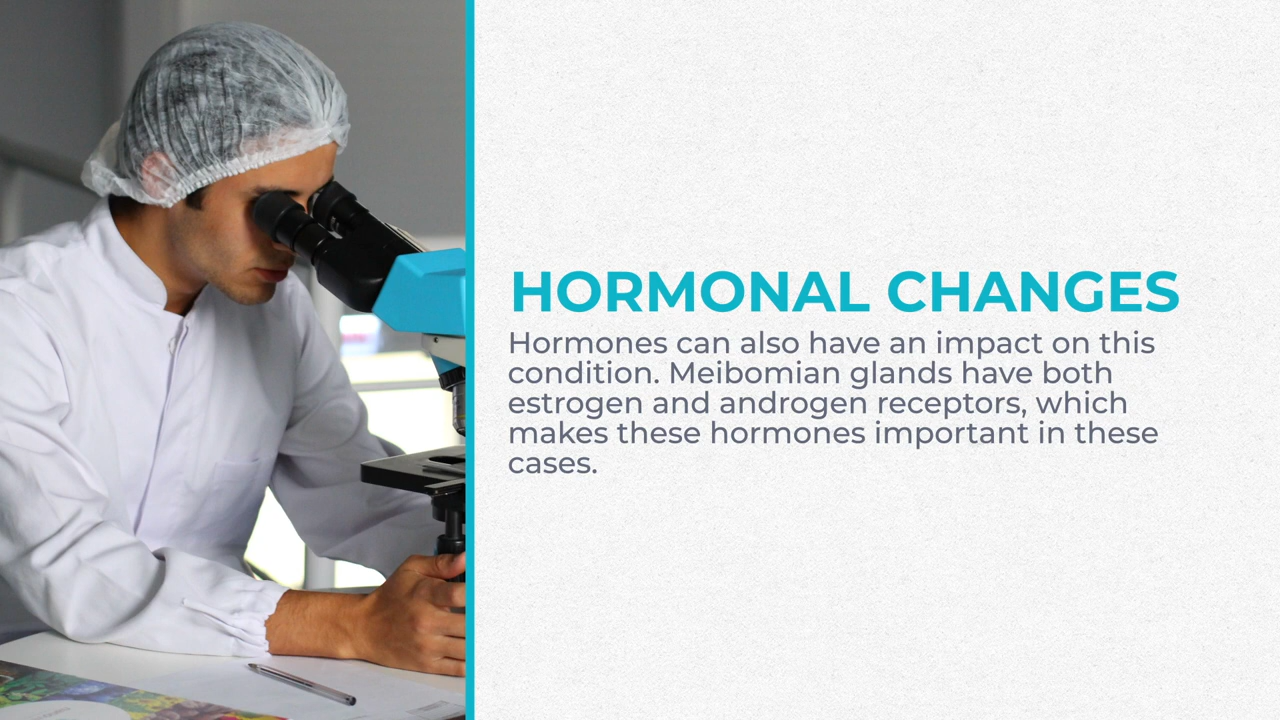 HORMONAL CHANGES
Hormones can also have an impact on this
condition. Meibomian glands have both
estrogen and androgen receptors, which
makes these hormones important in these
cases.